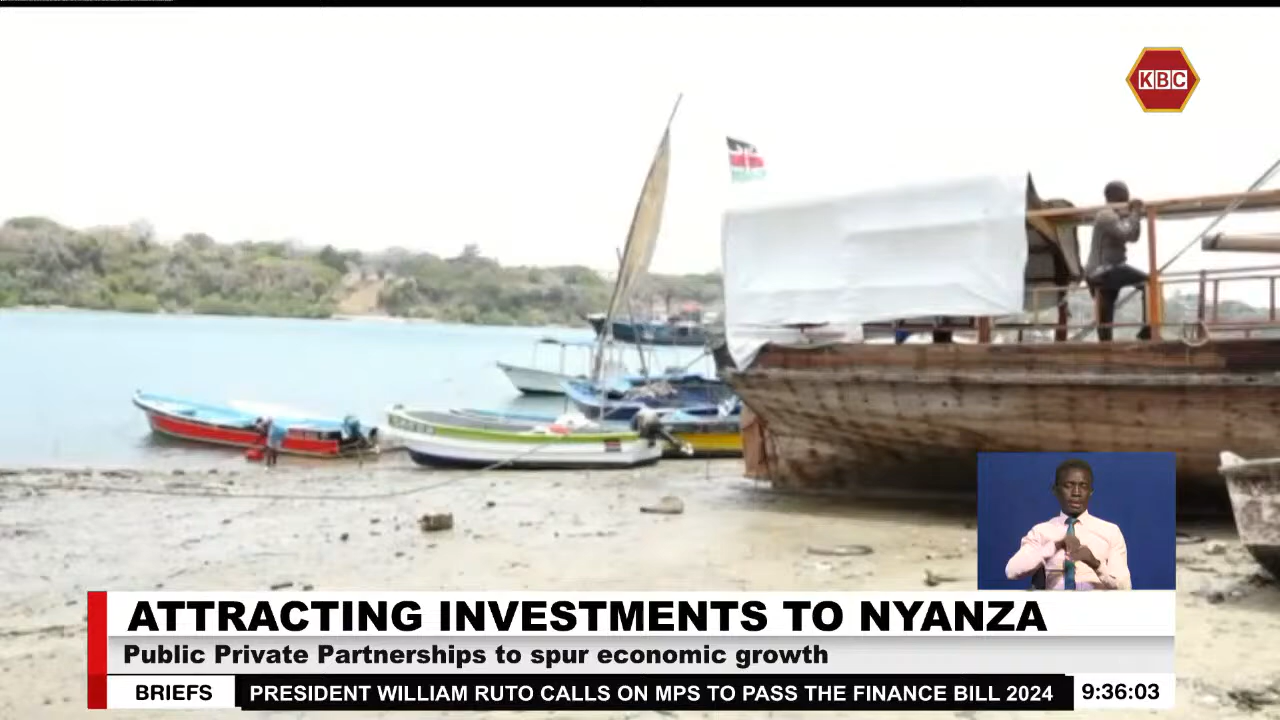 KBC
ATTRACTING INVESTMENTS TO NYANZA
Public Private Partnerships to spur economic growth
BRIEFS PRESIDENT WILLIAM RUTO CALLS ON MPS TO PASS THE FINANCE BILL 2024 9:36:03